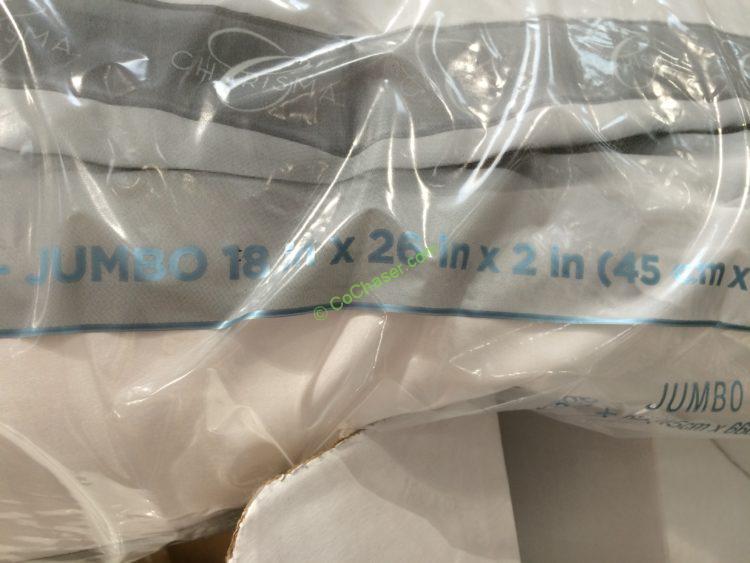 CHARISMA
- JUMBO 18 in x 26 in x 2 in (45 cm x
© CoChaser.com
JUMBO -